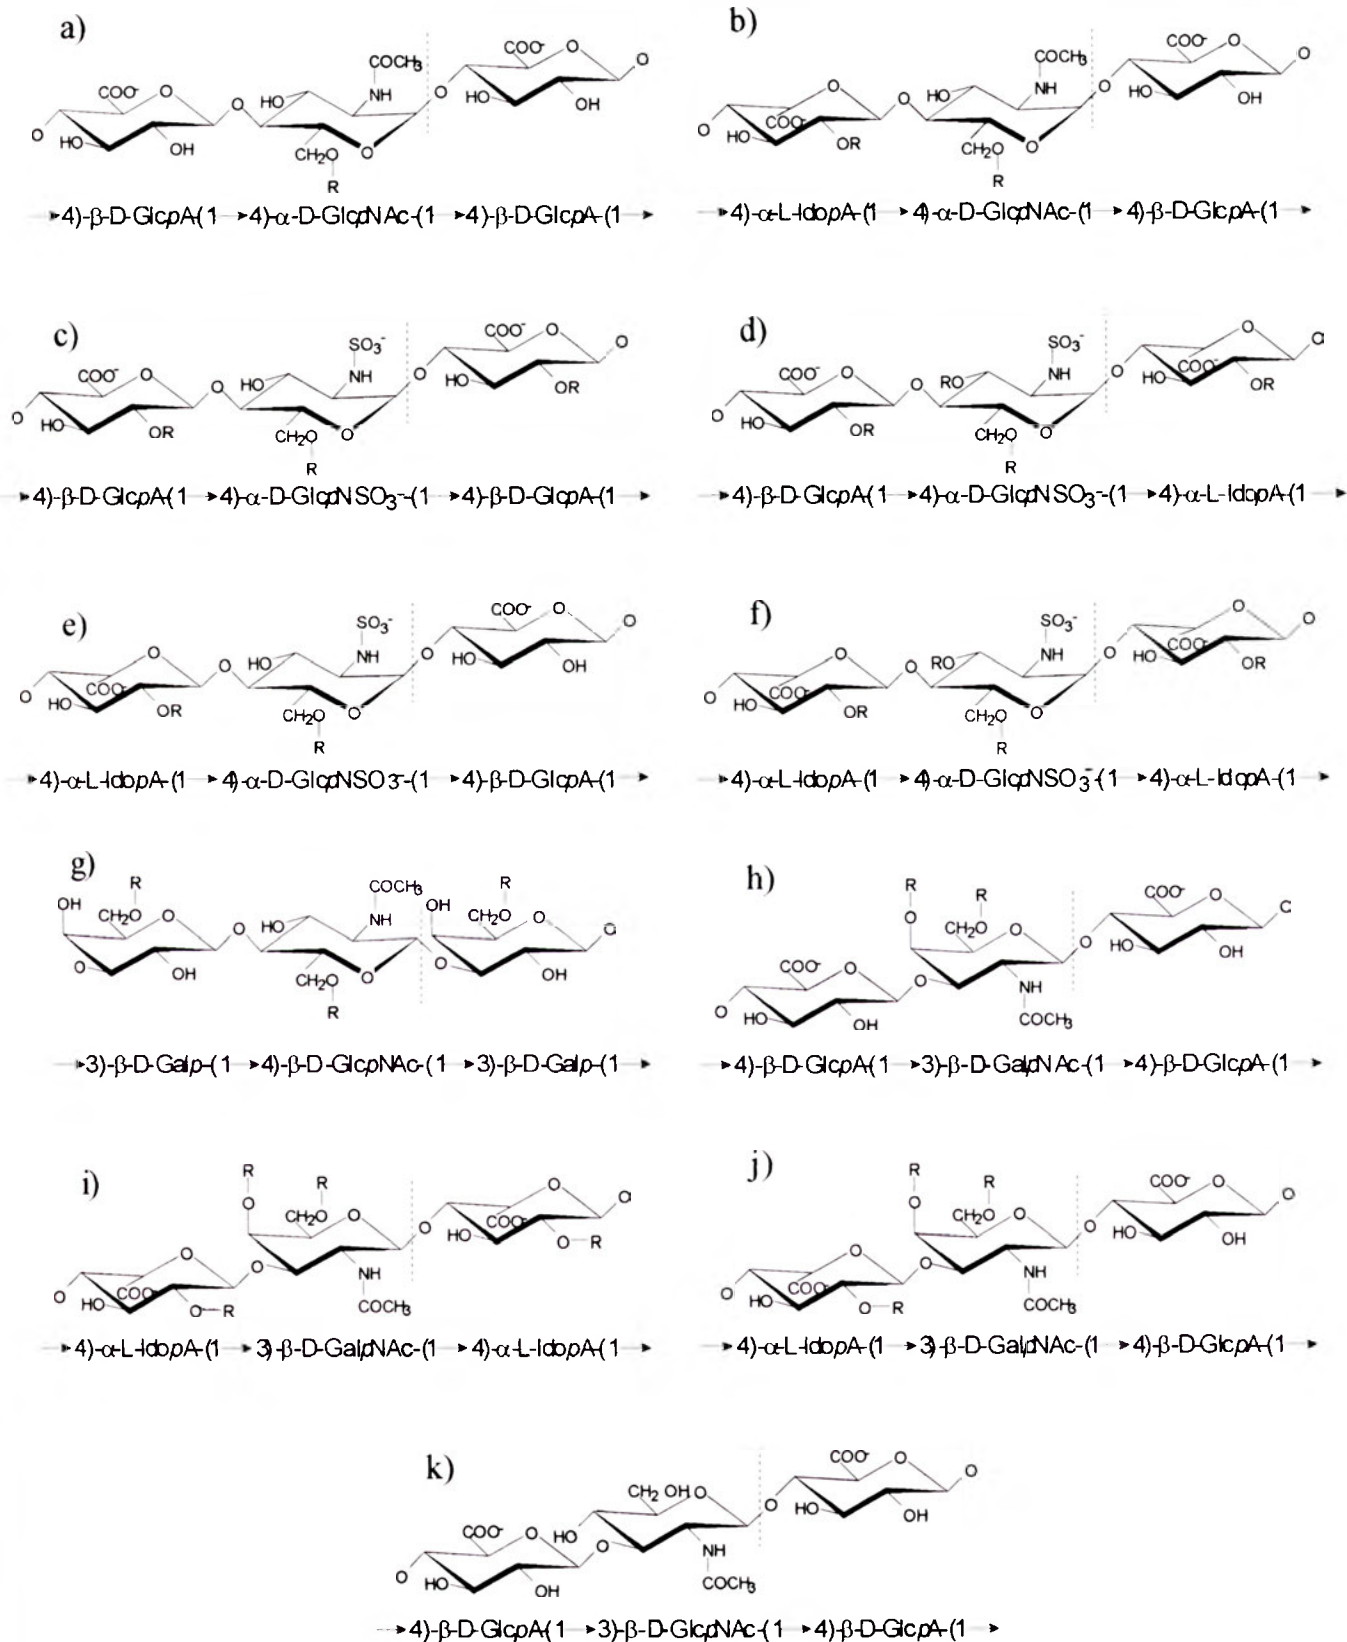 a)
COO⁻ O O HO COCH₃ NH O COO⁻ O O
O HO OH CH₂O O HO OH
R
→4)-β-D-GlcpA-(1→4)-α-D-GlcpNAc-(1→4)-β-D-GlcpA-(1→
b)
O O HO COCH₃ NH O COO⁻ O O
O HO COO⁻ OR CH₂O O HO OH
R
→4)-α-L-IdopA-(1→4)-α-D-GlcpNAc-(1→4)-β-D-GlcpA-(1→
c)
COO⁻ O O HO SO₃⁻ NH O COO⁻ O O
O HO OR CH₂O O HO OR
R
→4)-β-D-GlcpA-(1→4)-α-D-GlcpNSO₃⁻-(1→4)-β-D-GlcpA-(1→
d)
COO⁻ O O RO SO₃⁻ NH O O O
O HO OR CH₂O O HO COO⁻ OR
R
→4)-β-D-GlcpA-(1→4)-α-D-GlcpNSO₃⁻-(1→4)-α-L-IdopA-(1→
e)
O O HO SO₃⁻ NH O COO⁻ O O
O HO COO⁻ OR CH₂O O HO OH
R
→4)-α-L-IdopA-(1→4)-α-D-GlcpNSO₃⁻-(1→4)-β-D-GlcpA-(1→
f)
O O RO SO₃⁻ NH O O O
O HO COO⁻ OR CH₂O O HO COO⁻ OR
R
→4)-α-L-IdopA-(1→4)-α-D-GlcpNSO₃⁻-(1→4)-α-L-IdopA-(1→
g)
R COCH₃ R
OH CH₂O O O HO NH OH CH₂O O O
O OH CH₂O O O OH
R
→3)-β-D-Galp-(1→4)-β-D-GlcpNAc-(1→3)-β-D-Galp-(1→
h)
R R COO⁻ O O
O CH₂O O O HO OH
COO⁻ O O NH
O HO OH COCH₃
→4)-β-D-GlcpA-(1→3)-β-D-GalpNAc-(1→4)-β-D-GlcpA-(1→
i)
R R O O
O CH₂O O O HO COO⁻ O-R
O O NH
O HO COO⁻ O-R COCH₃
→4)-α-L-IdopA-(1→3)-β-D-GalpNAc-(1→4)-α-L-IdopA-(1→
j)
R R COO⁻ O O
O CH₂O O O HO OH
O O NH
O HO COO⁻ O-R COCH₃
→4)-α-L-IdopA-(1→3)-β-D-GalpNAc-(1→4)-β-D-GlcpA-(1→
k)
CH₂OH O O COO⁻ O O
COO⁻ O HO O NH HO OH
O HO OH COCH₃
→4)-β-D-GlcpA-(1→3)-β-D-GlcpNAc-(1→4)-β-D-GlcpA-(1→